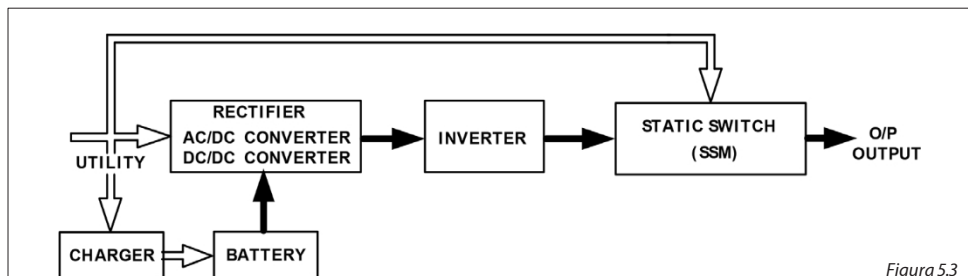 RECTIFIER
AC/DC CONVERTER
DC/DC CONVERTER
INVERTER
STATIC SWITCH
(SSM)
O/P
OUTPUT
UTILITY
CHARGER
BATTERY
Figura 5.3